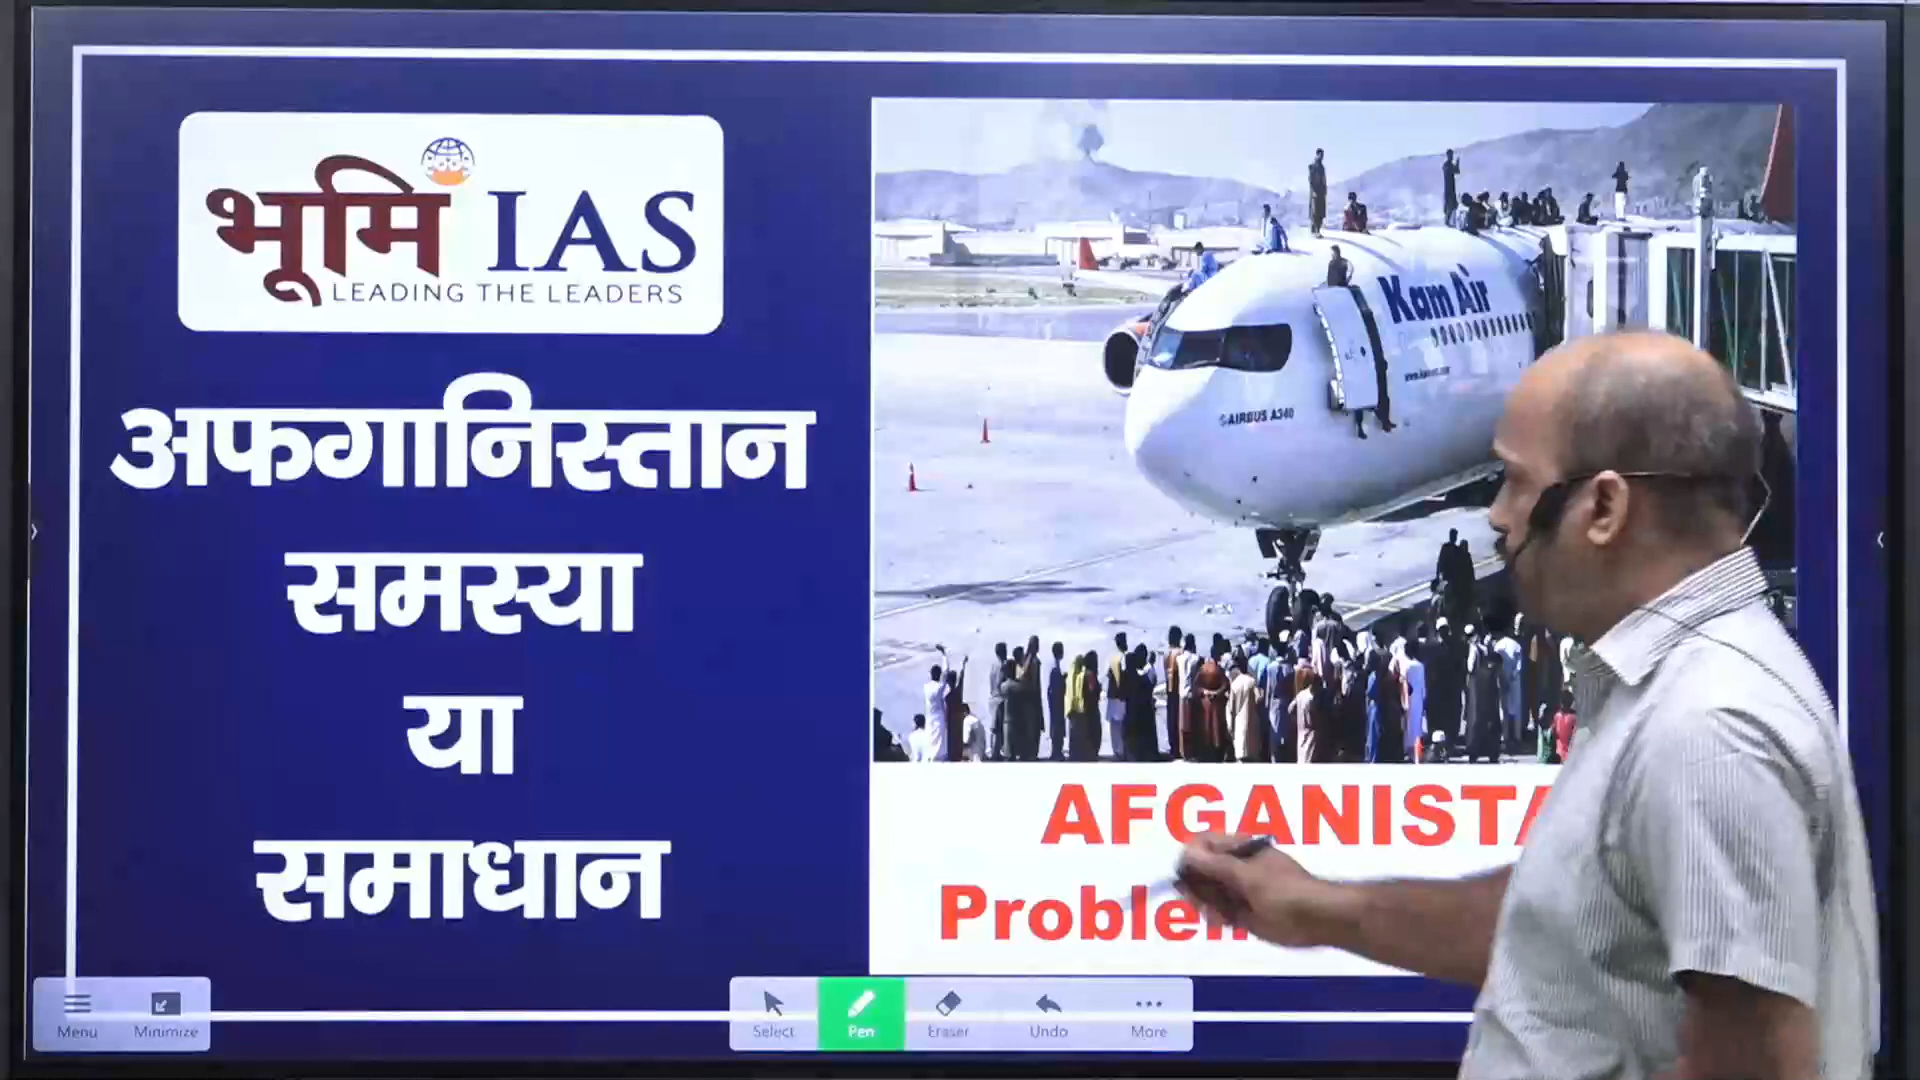 भूमि IAS
LEADING THE LEADERS
अफगानिस्तान
समस्या
या
समाधान
Kam Air
AIRBUS A340
AFGANISTA
Proble
Menu
Minimize
Select
Pen
Eraser
Undo
More